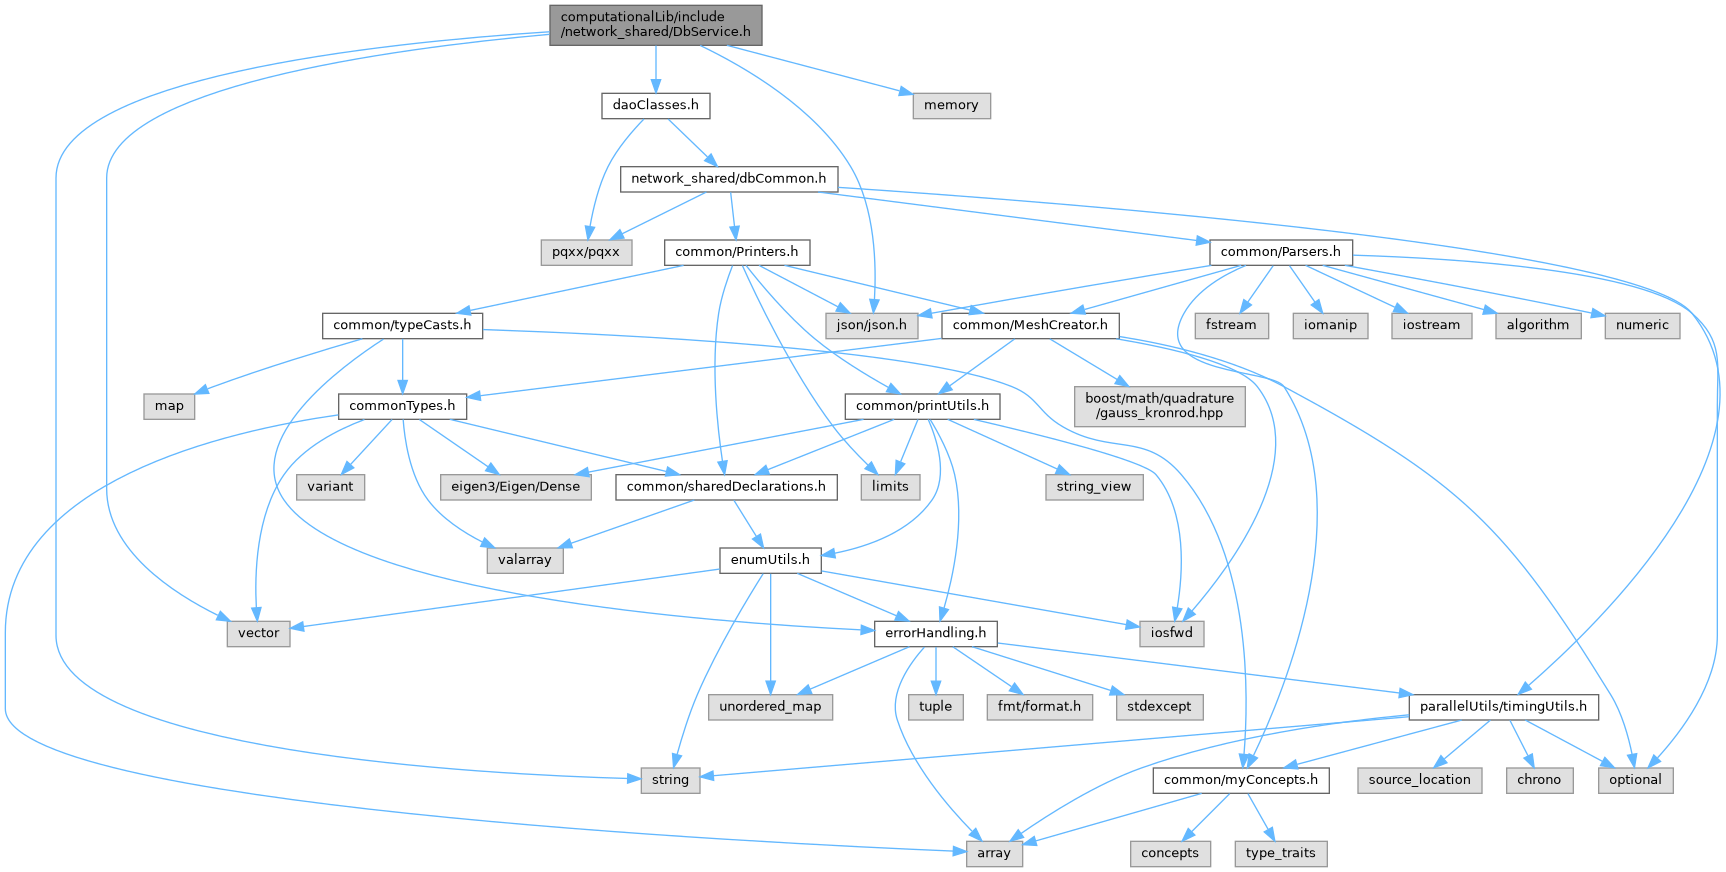 computationalLib/include
/network_shared/DbService.h
daoClasses.h
memory
network_shared/dbCommon.h
pqxx/pqxx
common/Printers.h
common/Parsers.h
common/typeCasts.h
json/json.h
common/MeshCreator.h
fstream
iomanip
iostream
algorithm
numeric
map
commonTypes.h
common/printUtils.h
boost/math/quadrature
/gauss_kronrod.hpp
variant
eigen3/Eigen/Dense
common/sharedDeclarations.h
limits
string_view
valarray
enumUtils.h
vector
errorHandling.h
iosfwd
unordered_map
tuple
fmt/format.h
stdexcept
parallelUtils/timingUtils.h
string
common/myConcepts.h
source_location
chrono
optional
array
concepts
type_traits